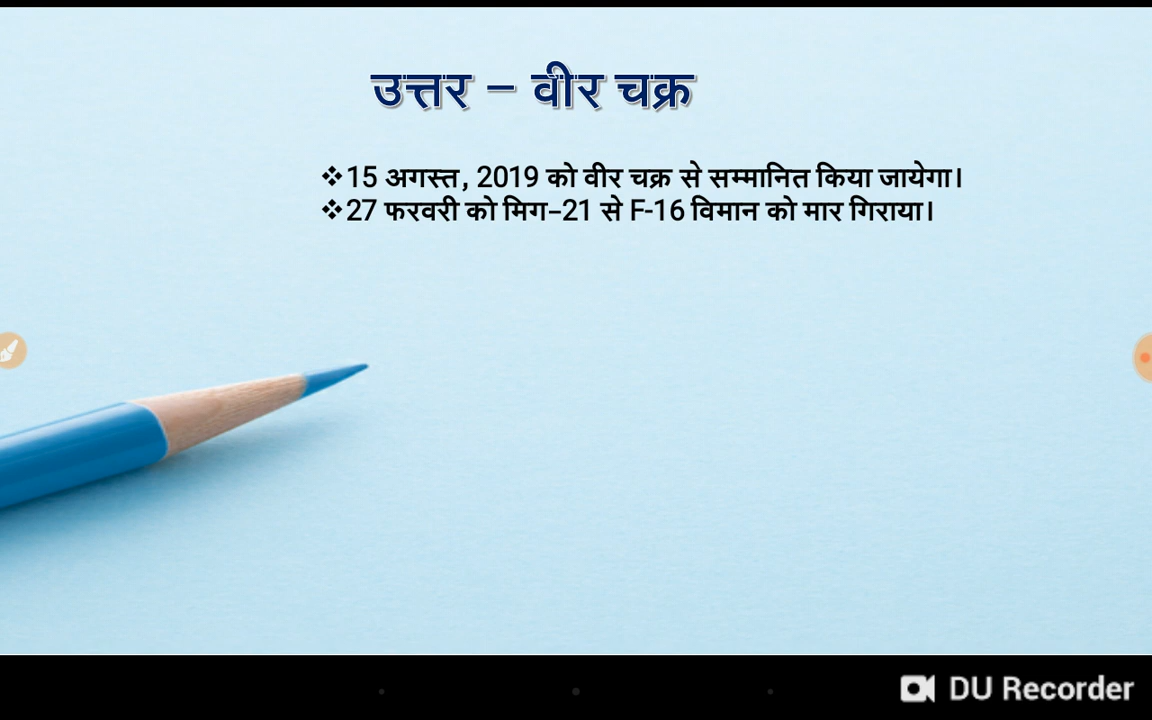 उत्तर – वीर चक्र
❖15 अगस्त, 2019 को वीर चक्र से सम्मानित किया जायेगा।
❖27 फरवरी को मिग–21 से F-16 विमान को मार गिराया।
DU Recorder